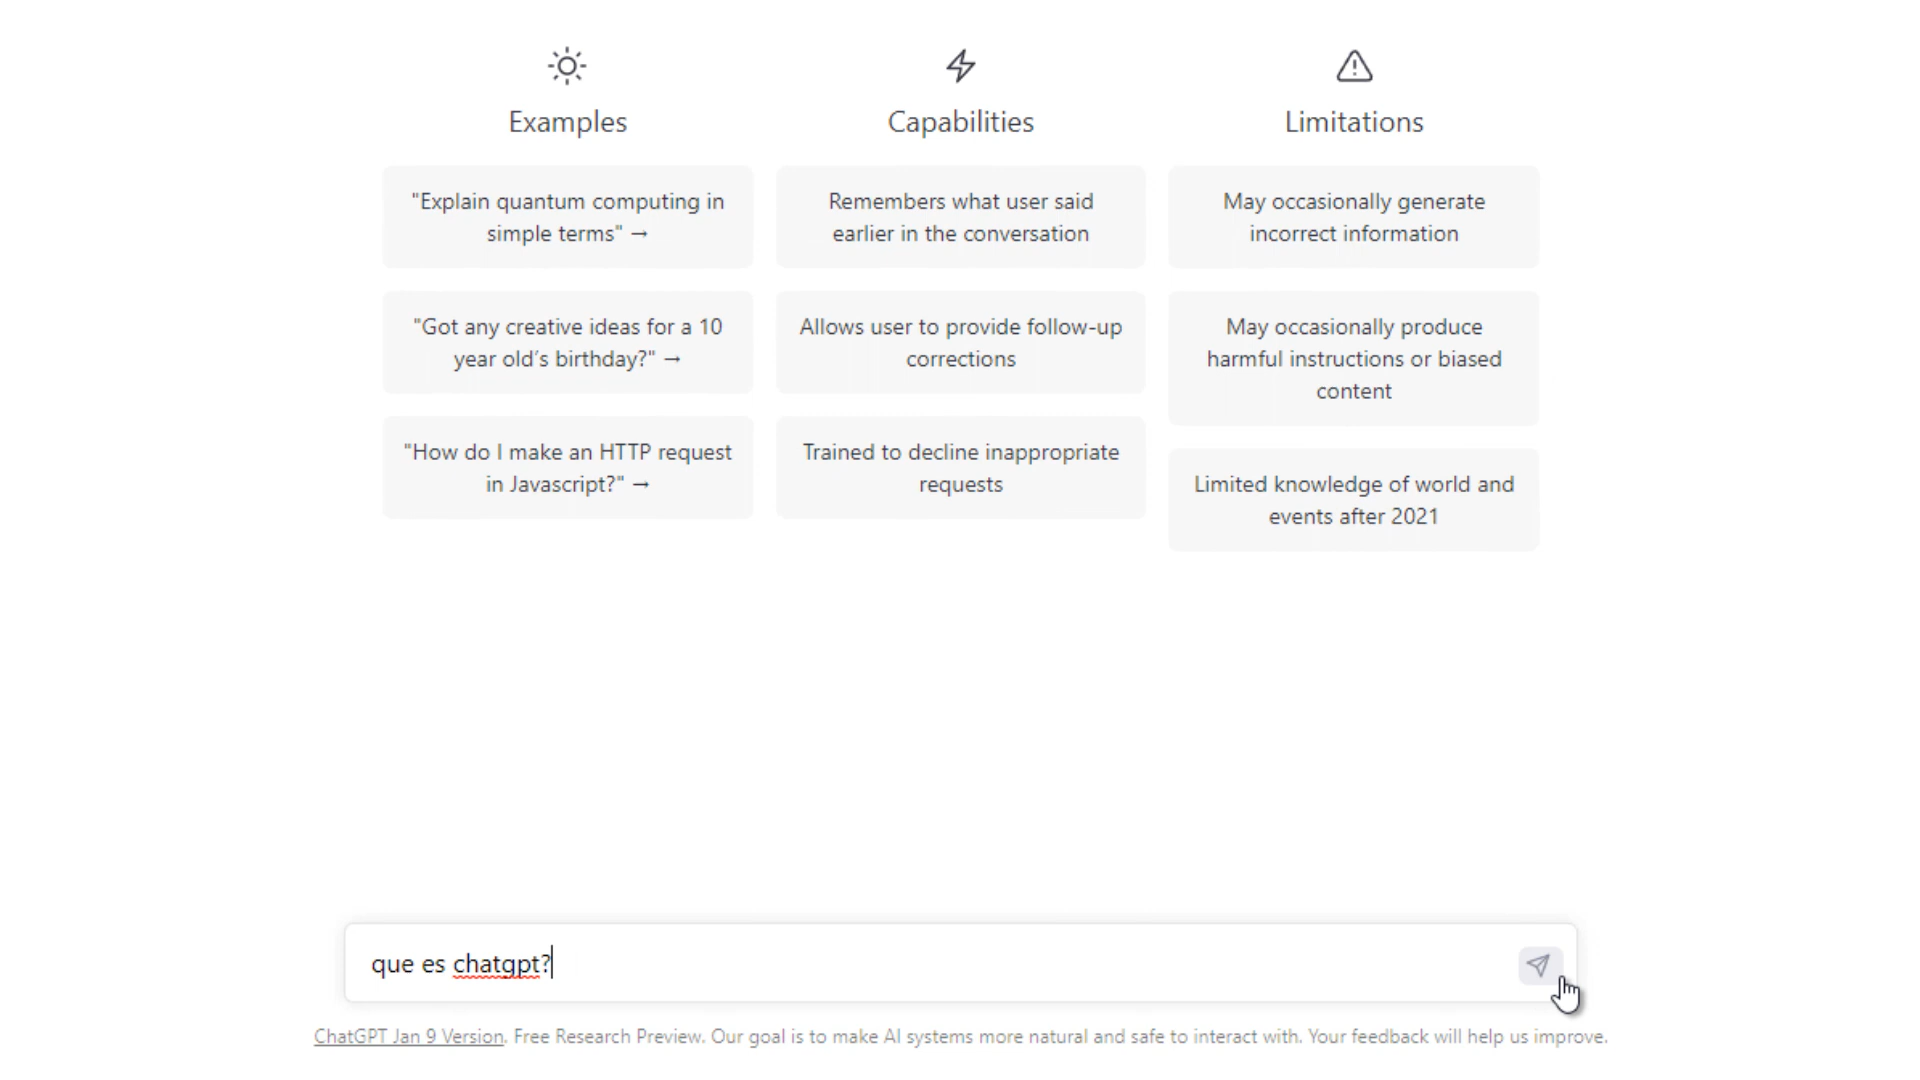 Examples
"Explain quantum computing in
simple terms" →
"Got any creative ideas for a 10
year old’s birthday?" →
"How do I make an HTTP request
in Javascript?" →
Capabilities
Remembers what user said
earlier in the conversation
Allows user to provide follow-up
corrections
Trained to decline inappropriate
requests
Limitations
May occasionally generate
incorrect information
May occasionally produce
harmful instructions or biased
content
Limited knowledge of world and
events after 2021
que es chatgpt?
ChatGPT Jan 9 Version. Free Research Preview. Our goal is to make AI systems more natural and safe to interact with. Your feedback will help us improve.